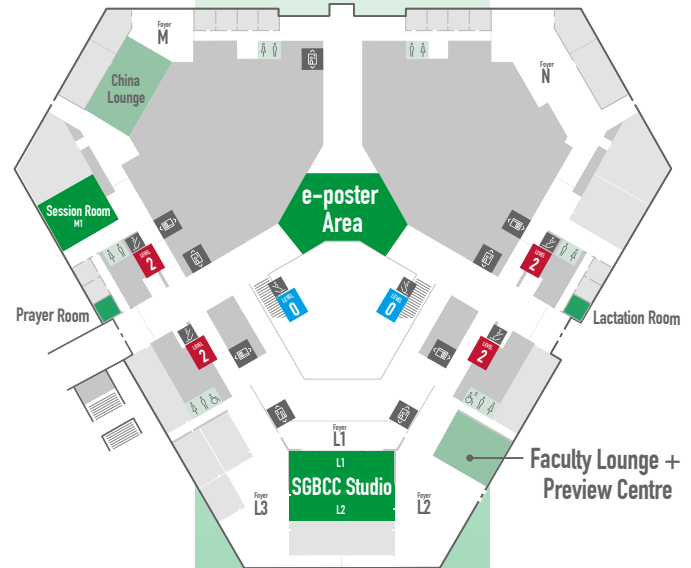 Foyer
M
Foyer
N
China
Lounge
e-poster
Area
Session Room
M1
LEVEL
2
LEVEL
2
LEVEL
0
LEVEL
0
Prayer Room
Lactation Room
LEVEL
2
LEVEL
2
Foyer
L1
L1
SGBCC Studio
L2
Foyer
L3
Foyer
L2
Faculty Lounge +
Preview Centre